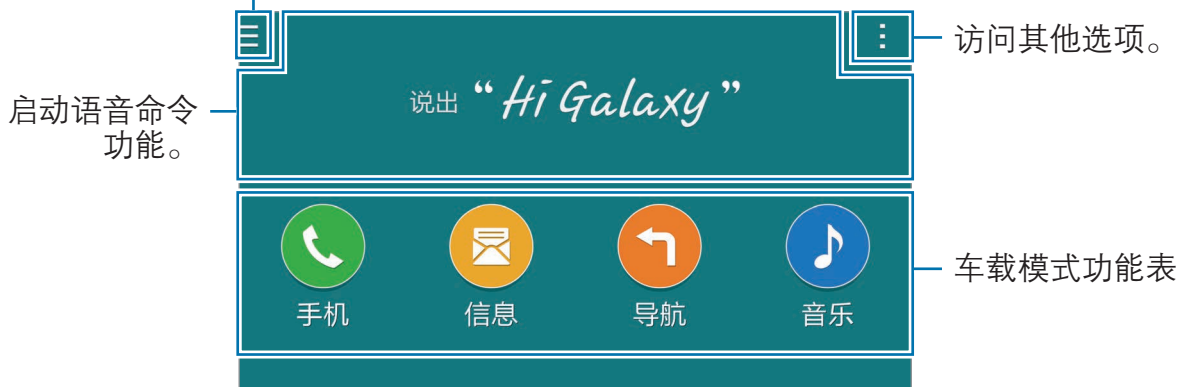 访问其他选项。
说出 “Hi Galaxy”
启动语音命令
功能。
手机 信息 导航 音乐
车载模式功能表